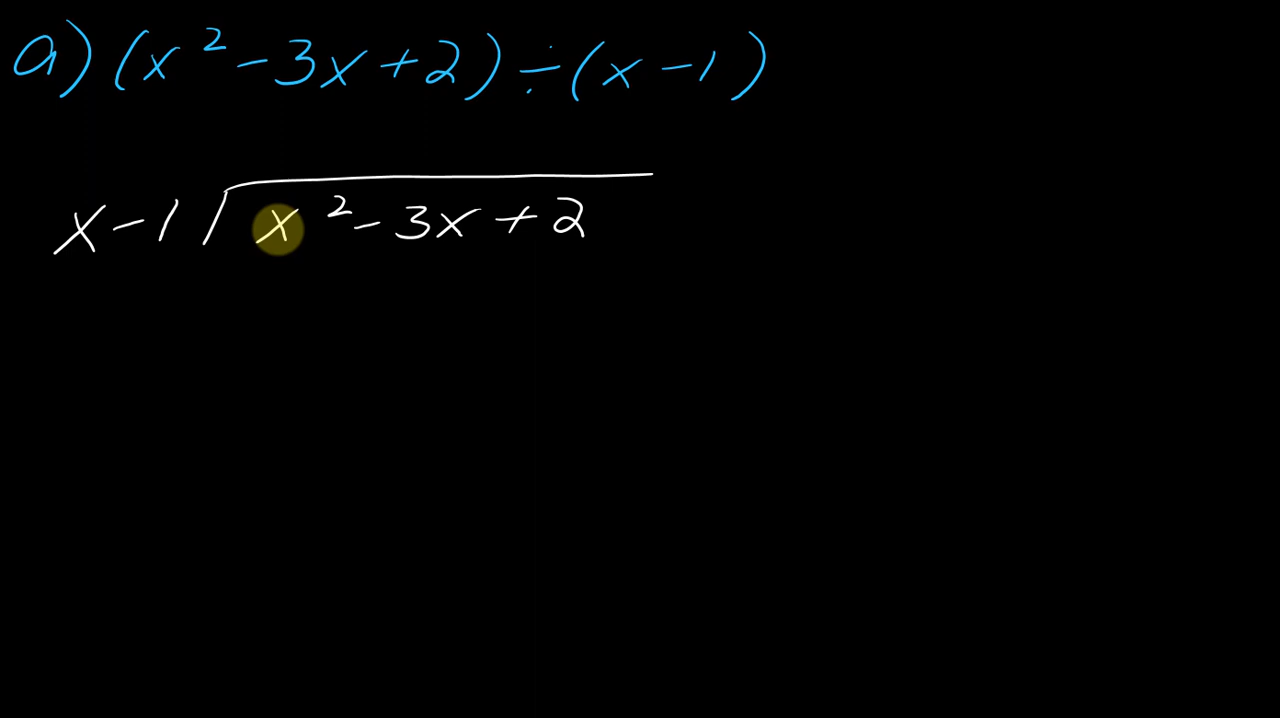 a) (x² - 3x + 2) ÷ (x - 1)
x - 1 x² - 3x + 2